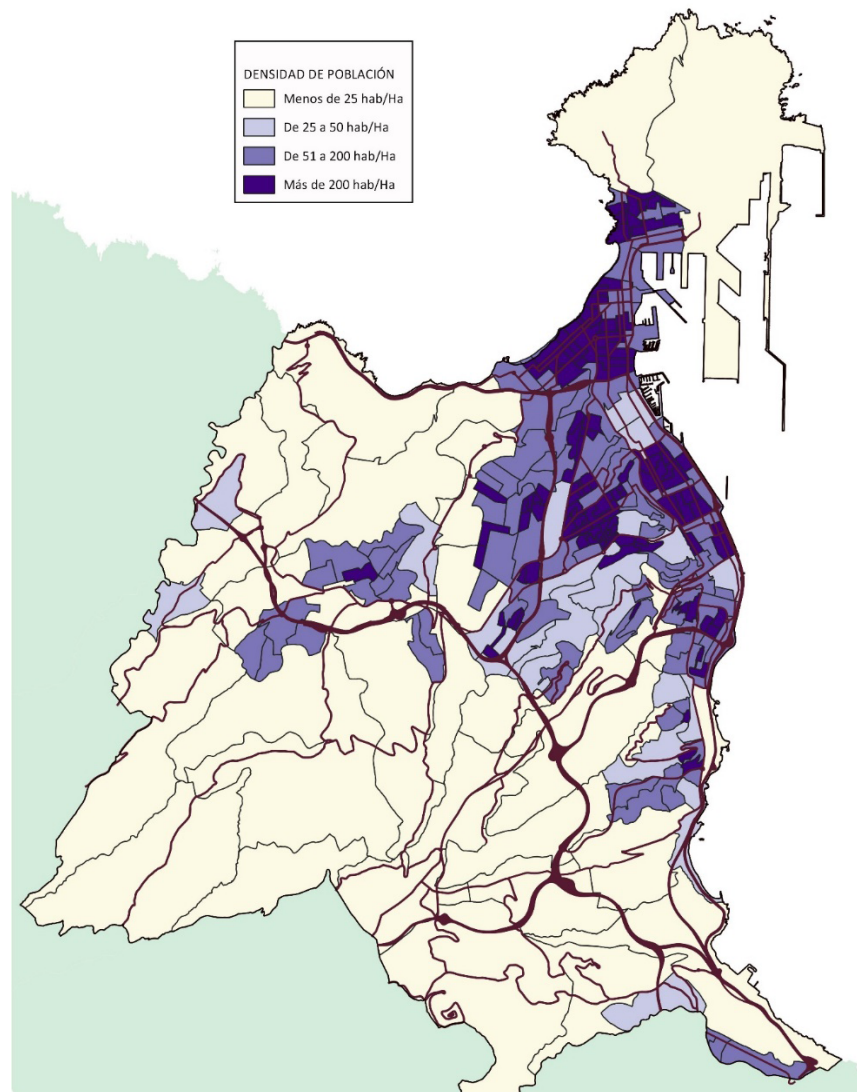 DENSIDAD DE POBLACIÓN
Menos de 25 hab/Ha
De 25 a 50 hab/Ha
De 51 a 200 hab/Ha
Más de 200 hab/Ha